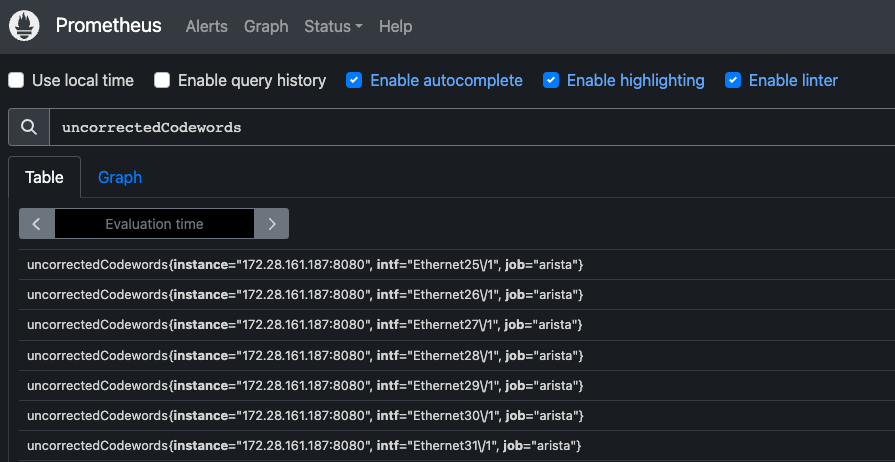 Prometheus Alerts Graph Status Help
Use local time Enable query history Enable autocomplete Enable highlighting Enable linter
uncorrectedCodewords
Table Graph
Evaluation time
uncorrectedCodewords{instance="172.28.161.187:8080", intf="Ethernet25\/1", job="arista"}
uncorrectedCodewords{instance="172.28.161.187:8080", intf="Ethernet26\/1", job="arista"}
uncorrectedCodewords{instance="172.28.161.187:8080", intf="Ethernet27\/1", job="arista"}
uncorrectedCodewords{instance="172.28.161.187:8080", intf="Ethernet28\/1", job="arista"}
uncorrectedCodewords{instance="172.28.161.187:8080", intf="Ethernet29\/1", job="arista"}
uncorrectedCodewords{instance="172.28.161.187:8080", intf="Ethernet30\/1", job="arista"}
uncorrectedCodewords{instance="172.28.161.187:8080", intf="Ethernet31\/1", job="arista"}